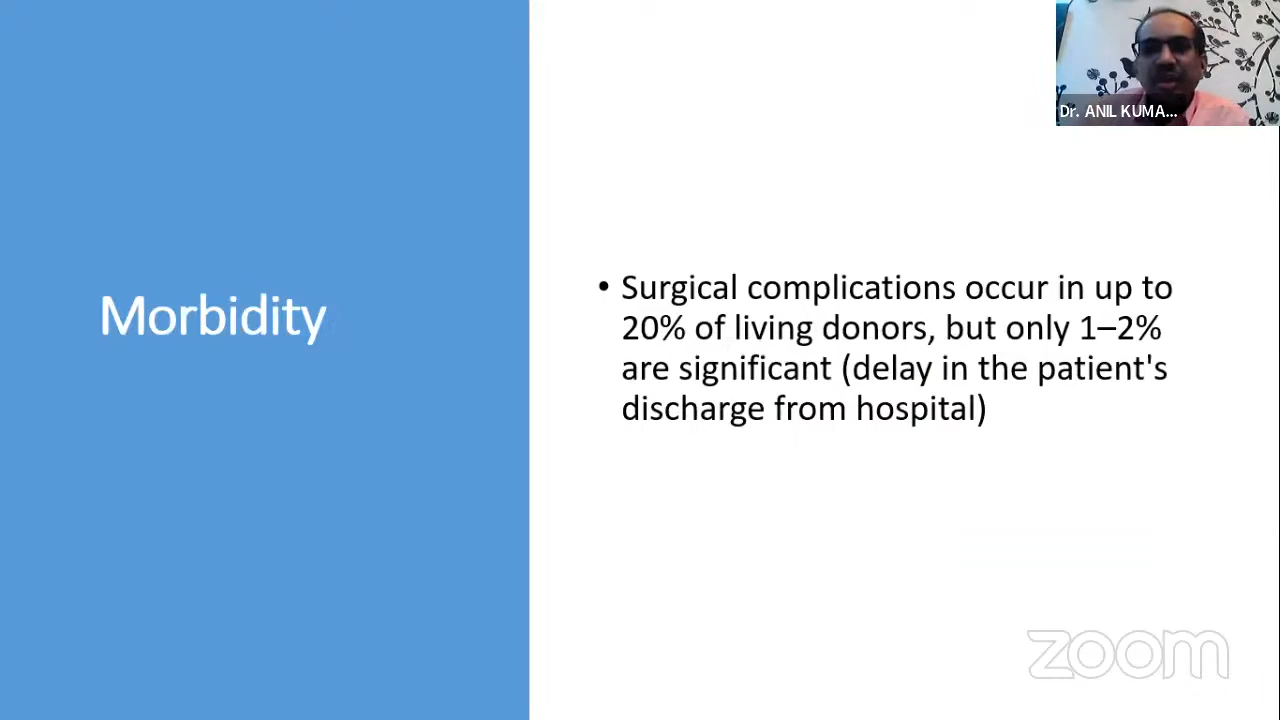 Dr. ANIL KUMA...
Morbidity
• Surgical complications occur in up to
20% of living donors, but only 1–2%
are significant (delay in the patient's
discharge from hospital)
zoom